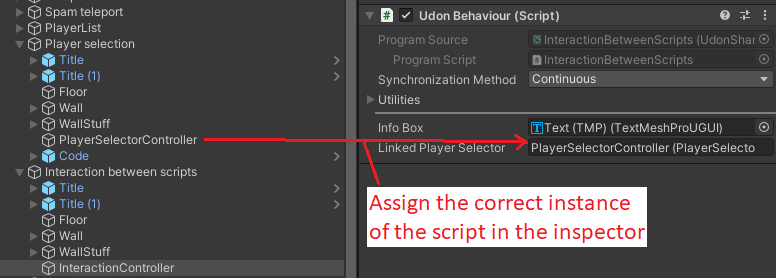 Spam teleport
PlayerList
Player selection
Title
Title (1)
Floor
Wall
WallStuff
PlayerSelectorController
Code
Interaction between scripts
Title
Title (1)
Floor
Wall
WallStuff
InteractionController
Udon Behaviour (Script)
Program Source
InteractionBetweenScripts (UdonShar
Program Script
InteractionBetweenScripts
Synchronization Method
Continuous
Utilities
Info Box
Text (TMP) (TextMeshProUGUI)
Linked Player Selector
PlayerSelectorController (PlayerSelecto
Assign the correct instance
of the script in the inspector